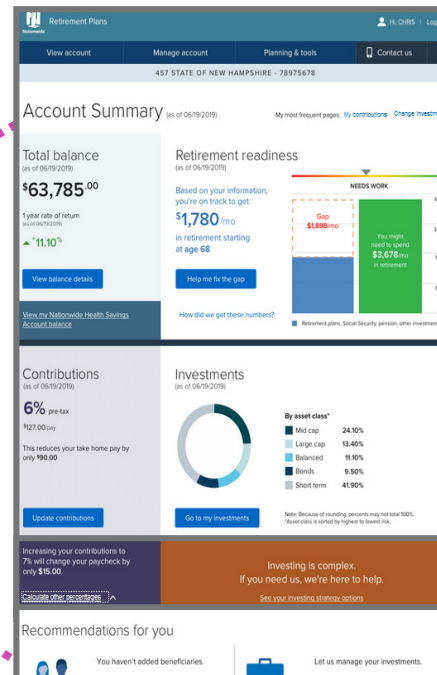 Nationwide
Retirement Plans
Hi, CHRIS
View account
Manage account
Planning & tools
Contact us
457 STATE OF NEW HAMPSHIRE - 78975678
Account Summary (as of 06/19/2019)
My most frequent pages: My contributions Change Investm
Total balance
(as of 06/19/2019)
$63,785.00
1 year rate of return
(as of 06/19/2019)
+11.10%
View balance details
View my Nationwide Health Savings
Account balance
Retirement readiness
(as of 06/19/2019)
Based on your information,
you're on track to get
$1,780/mo
in retirement starting
at age 68
Help me fix the gap
How did we get these numbers?
NEEDS WORK
Gap
$1,898/mo
You might
need to spend
$3,678/mo
in retirement
Retirement plans, Social Security, pension, other investment
Contributions
(as of 06/19/2019)
6% pre-tax
$127.00/pay
This reduces your take home pay by
only $90.00
Update contributions
Investments
(as of 06/19/2019)
By asset class*
Mid cap 24.10%
Large cap 13.40%
Balanced 11.10%
Bonds 9.50%
Short term 41.90%
Go to my investments
Note: Because of rounding, percents may not total 100%.
*Asset class is sorted by highest to lowest risk.
Increasing your contributions to
7% will change your paycheck by
only $15.00.
Calculate other percentages
Investing is complex.
If you need us, we're here to help.
See your investing strategy options
Recommendations for you
You haven't added beneficiaries.
Let us manage your investments.